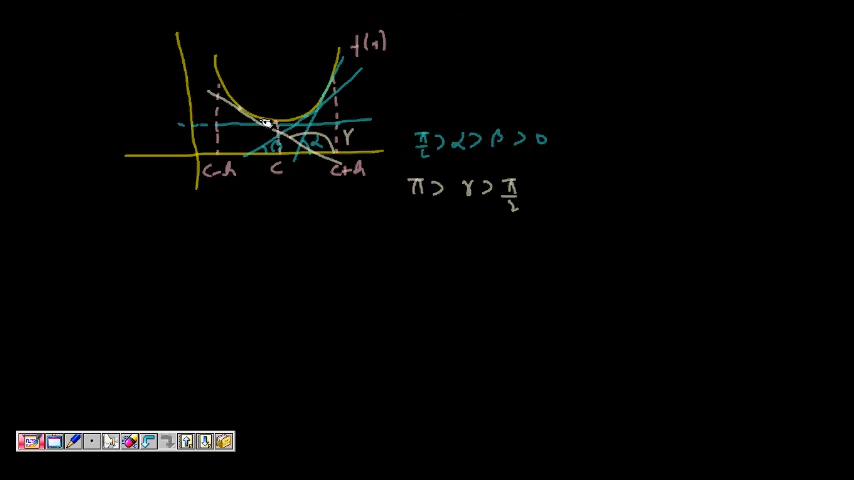 f(x)
γ
β α
c-h c c+h
π/2 > α > β > 0
π > γ > π/2